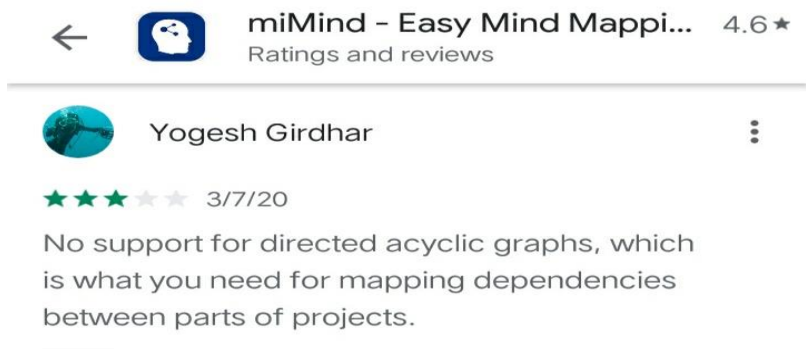 miMind - Easy Mind Mappi... 4.6★
Ratings and reviews
Yogesh Girdhar
3/7/20
No support for directed acyclic graphs, which
is what you need for mapping dependencies
between parts of projects.